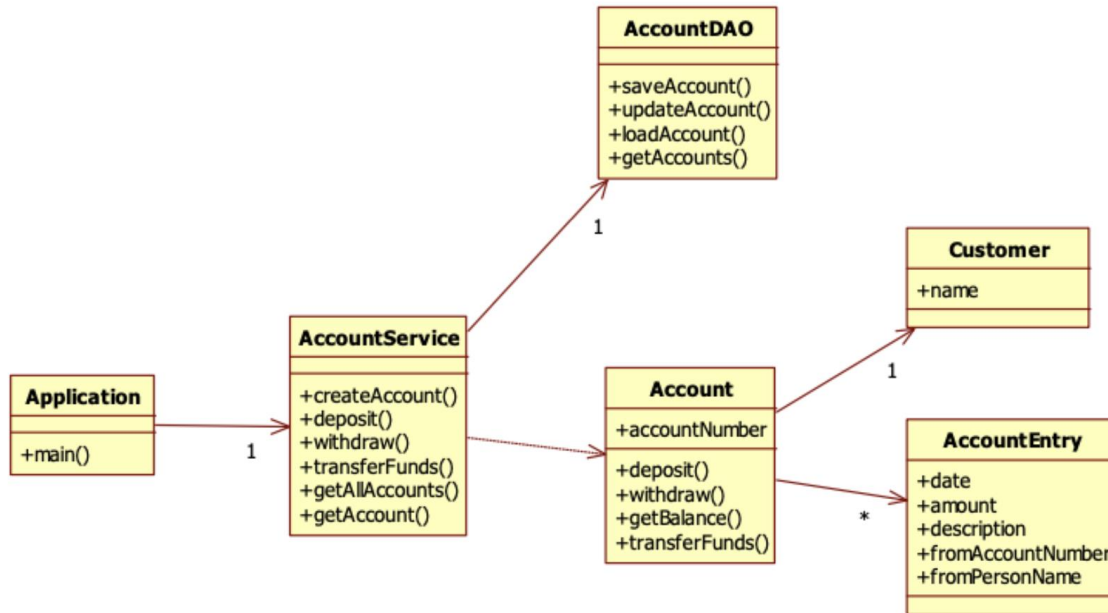 AccountDAO
+saveAccount()
+updateAccount()
+loadAccount()
+getAccounts()
1
Customer
+name
1
AccountService
+createAccount()
+deposit()
+withdraw()
+transferFunds()
+getAllAccounts()
+getAccount()
Application
+main()
1
Account
+accountNumber
+deposit()
+withdraw()
+getBalance()
+transferFunds()
AccountEntry
+date
+amount
+description
+fromAccountNumber
+fromPersonName
*